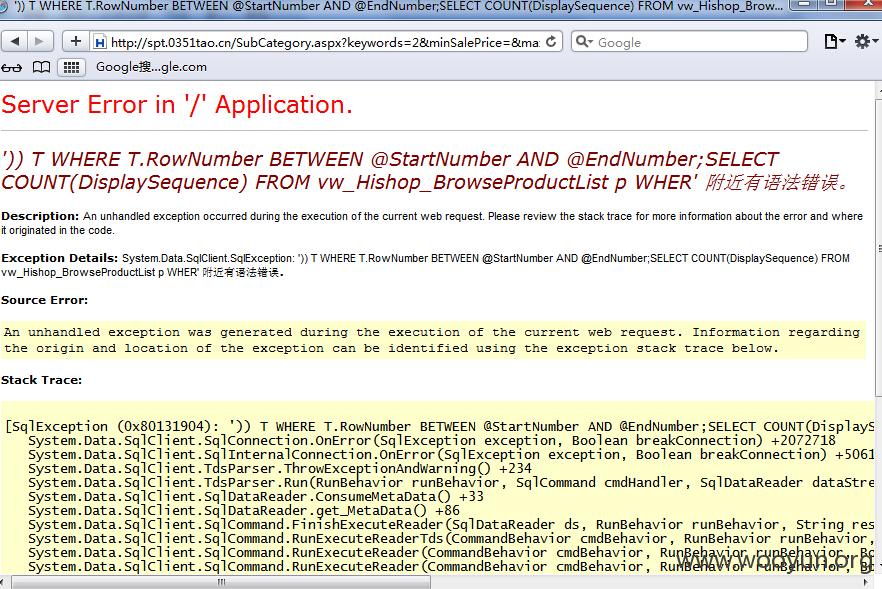 ')) T WHERE T.RowNumber BETWEEN @StartNumber AND @EndNumber;SELECT COUNT(DisplaySequence) FROM vw_Hishop_Brow...
http://spt.0351tao.cn/SubCategory.aspx?keywords=2&minSalePrice=&ma:
Google
Google搜...gle.com
Server Error in '/' Application.
')) T WHERE T.RowNumber BETWEEN @StartNumber AND @EndNumber;SELECT
COUNT(DisplaySequence) FROM vw_Hishop_BrowseProductList p WHER' 附近有语法错误。
Description: An unhandled exception occurred during the execution of the current web request. Please review the stack trace for more information about the error and where
it originated in the code.
Exception Details: System.Data.SqlClient.SqlException: ')) T WHERE T.RowNumber BETWEEN @StartNumber AND @EndNumber;SELECT COUNT(DisplaySequence) FROM
vw_Hishop_BrowseProductList p WHER' 附近有语法错误。
Source Error:
An unhandled exception was generated during the execution of the current web request. Information regarding
the origin and location of the exception can be identified using the exception stack trace below.
Stack Trace:
[SqlException (0x80131904): ')) T WHERE T.RowNumber BETWEEN @StartNumber AND @EndNumber;SELECT COUNT(DisplayS
System.Data.SqlClient.SqlConnection.OnError(SqlException exception, Boolean breakConnection) +2072718
System.Data.SqlClient.SqlInternalConnection.OnError(SqlException exception, Boolean breakConnection) +5061
System.Data.SqlClient.TdsParser.ThrowExceptionAndWarning() +234
System.Data.SqlClient.TdsParser.Run(RunBehavior runBehavior, SqlCommand cmdHandler, SqlDataReader dataStre
System.Data.SqlClient.SqlDataReader.ConsumeMetaData() +33
System.Data.SqlClient.SqlDataReader.get_MetaData() +86
System.Data.SqlClient.SqlCommand.FinishExecuteReader(SqlDataReader ds, RunBehavior runBehavior, String res
System.Data.SqlClient.SqlCommand.RunExecuteReaderTds(CommandBehavior cmdBehavior, RunBehavior runBehavior,
System.Data.SqlClient.SqlCommand.RunExecuteReader(CommandBehavior cmdBehavior, RunBehavior runBehavior, Bo
System.Data.SqlClient.SqlCommand.RunExecuteReader(CommandBehavior cmdBehavior, RunBehavior runBehavior, Bo
www.wooyun.org